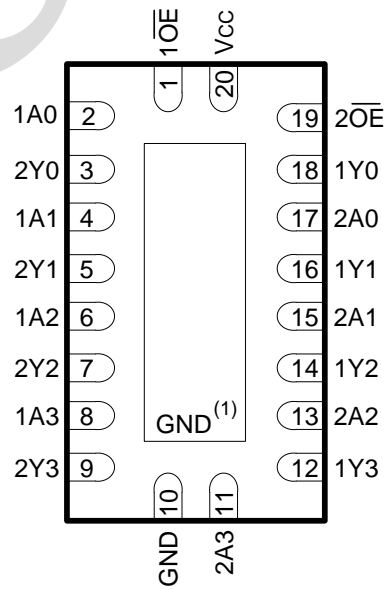 1O̅E̅ Vcc
1 20
1A0 2 19 2O̅E̅
2Y0 3 18 1Y0
1A1 4 17 2A0
2Y1 5 16 1Y1
1A2 6 15 2A1
2Y2 7 14 1Y2
1A3 8 13 2A2
GND(1)
2Y3 9 12 1Y3
10 11
GND 2A3